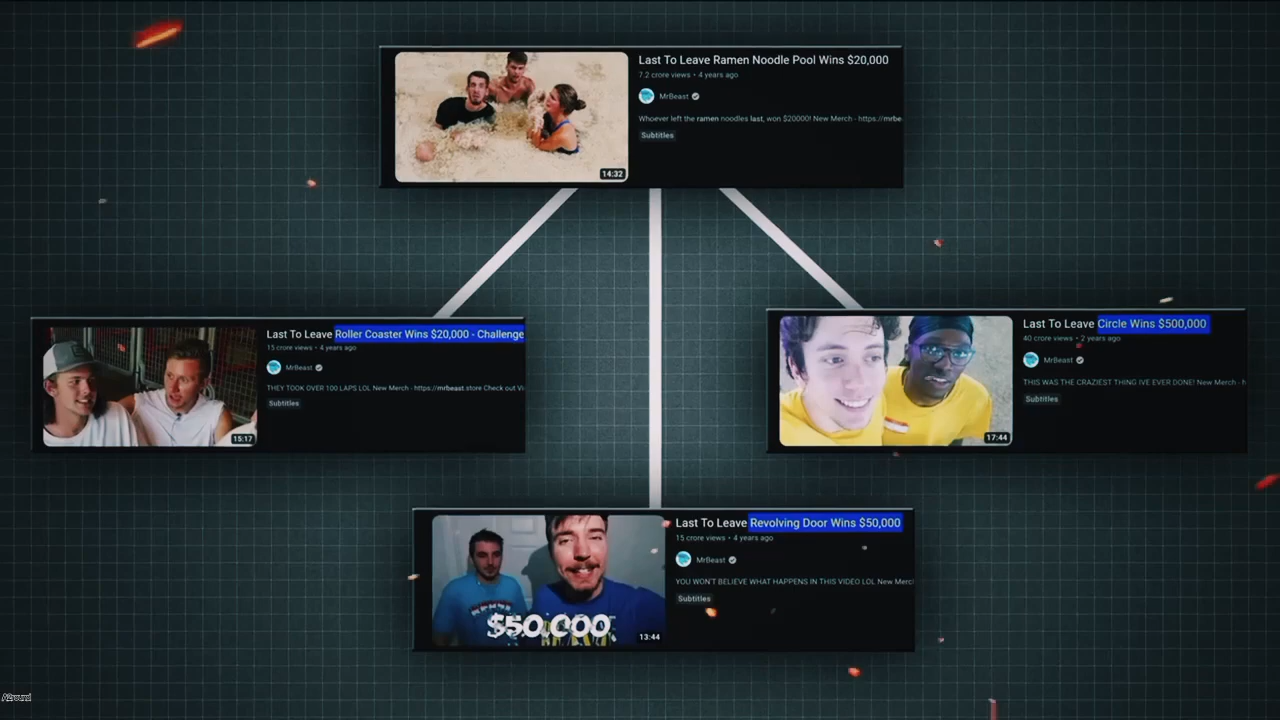 Last To Leave Ramen Noodle Pool Wins $20,000
7.2 crore views • 4 years ago
MrBeast
Whoever left the ramen noodles last, won $20000! New Merch - https://mrbe
Subtitles
14:32
Last To Leave Roller Coaster Wins $20,000 - Challenge
15 crore views • 4 years ago
MrBeast
THEY TOOK OVER 100 LAPS LOL New Merch - https://mrbeast.store Check out Vi
Subtitles
15:17
Last To Leave Circle Wins $500,000
40 crore views • 2 years ago
MrBeast
THIS WAS THE CRAZIEST THING I'VE EVER DONE! New Merch - h
Subtitles
17:44
Last To Leave Revolving Door Wins $50,000
15 crore views • 4 years ago
MrBeast
YOU WON'T BELIEVE WHAT HAPPENS IN THIS VIDEO LOL New Merc
Subtitles
$50,000
13:44
A2round